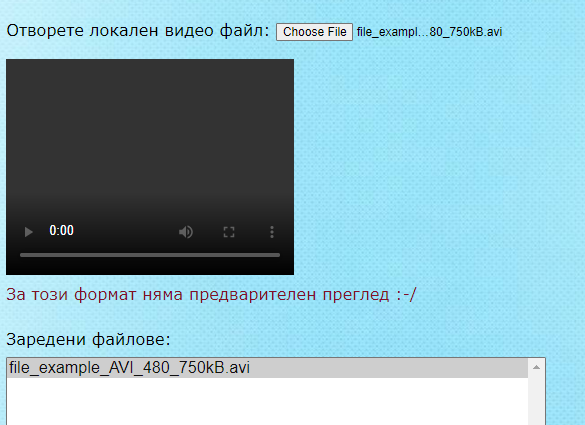 Отворете локален видео файл: Choose File file_exampl...80_750kB.avi
0:00
За този формат няма предварителен преглед :-/
Заредени файлове:
file_example_AVI_480_750kB.avi